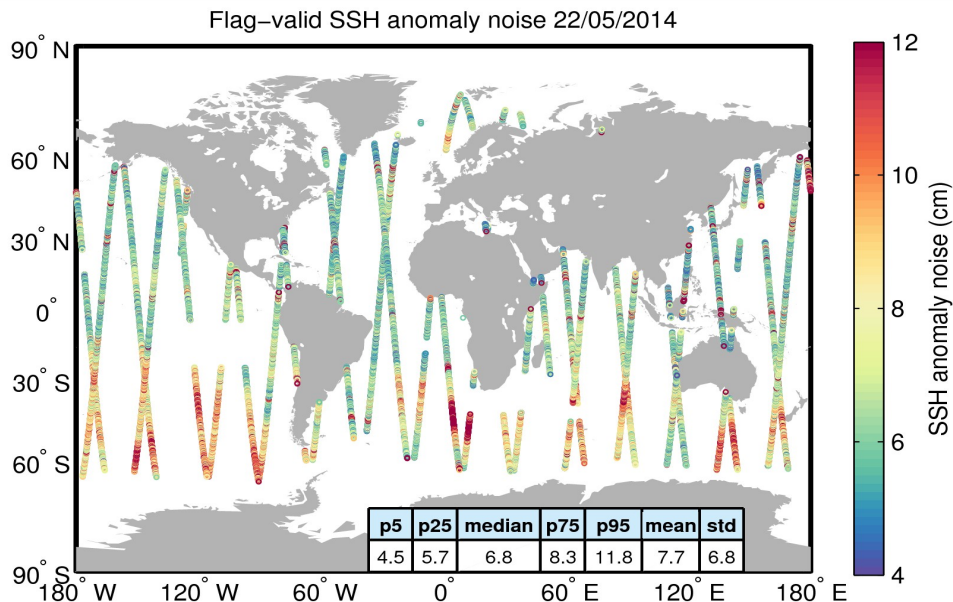 Flag−valid SSH anomaly noise 22/05/2014
90° N
60° N
30° N
0°
30° S
60° S
90° S
180° W
120° W
60° W
0°
60° E
120° E
180° E
p5 p25 median p75 p95 mean std
4.5 5.7 6.8 8.3 11.8 7.7 6.8
12
10
8
6
4
SSH anomaly noise (cm)